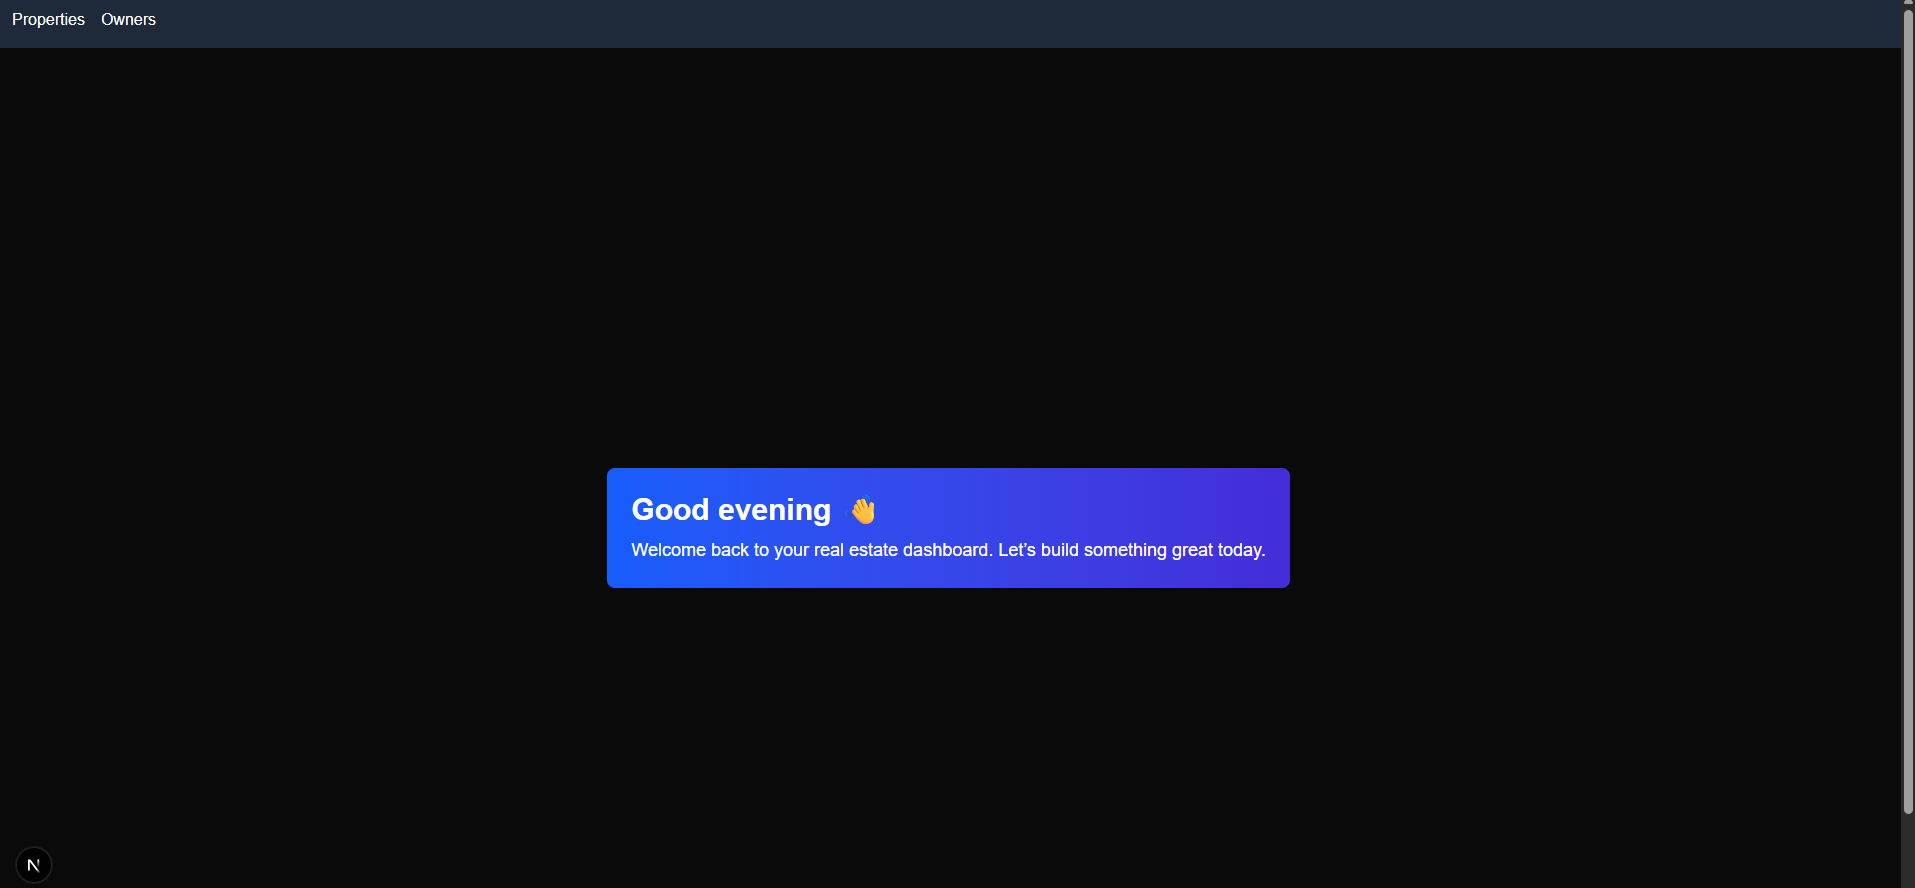 Properties Owners
Good evening 👋
Welcome back to your real estate dashboard. Let’s build something great today.
N